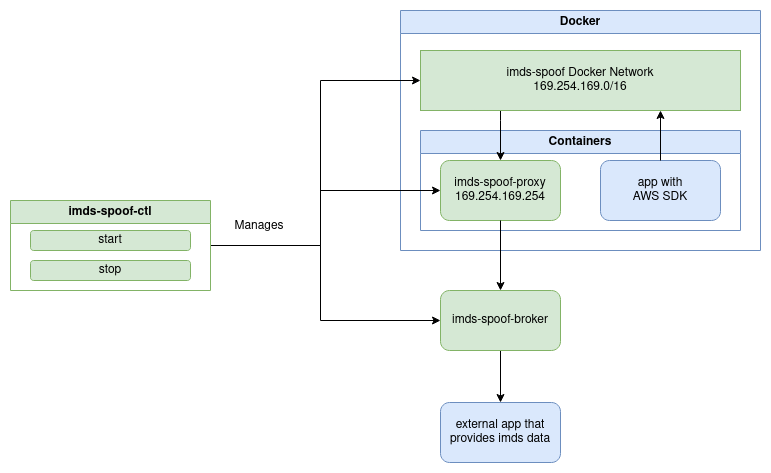 Docker
imds-spoof Docker Network
169.254.169.0/16
Containers
imds-spoof-proxy
169.254.169.254
app with
AWS SDK
imds-spoof-ctl
start
stop
Manages
imds-spoof-broker
external app that
provides imds data